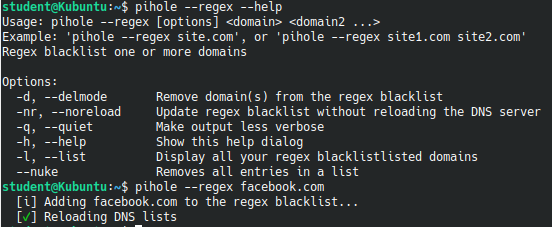 student@Kubuntu:~$ pihole --regex --help
Usage: pihole --regex [options] <domain> <domain2 ...>
Example: 'pihole --regex site.com', or 'pihole --regex site1.com site2.com'
Regex blacklist one or more domains

Options:
  -d, --delmode       Remove domain(s) from the regex blacklist
  -nr, --noreload     Update regex blacklist without reloading the DNS server
  -q, --quiet         Make output less verbose
  -h, --help          Show this help dialog
  -l, --list          Display all your regex blacklistlisted domains
  --nuke              Removes all entries in a list
student@Kubuntu:~$ pihole --regex facebook.com
  [i] Adding facebook.com to the regex blacklist...
  [✓] Reloading DNS lists